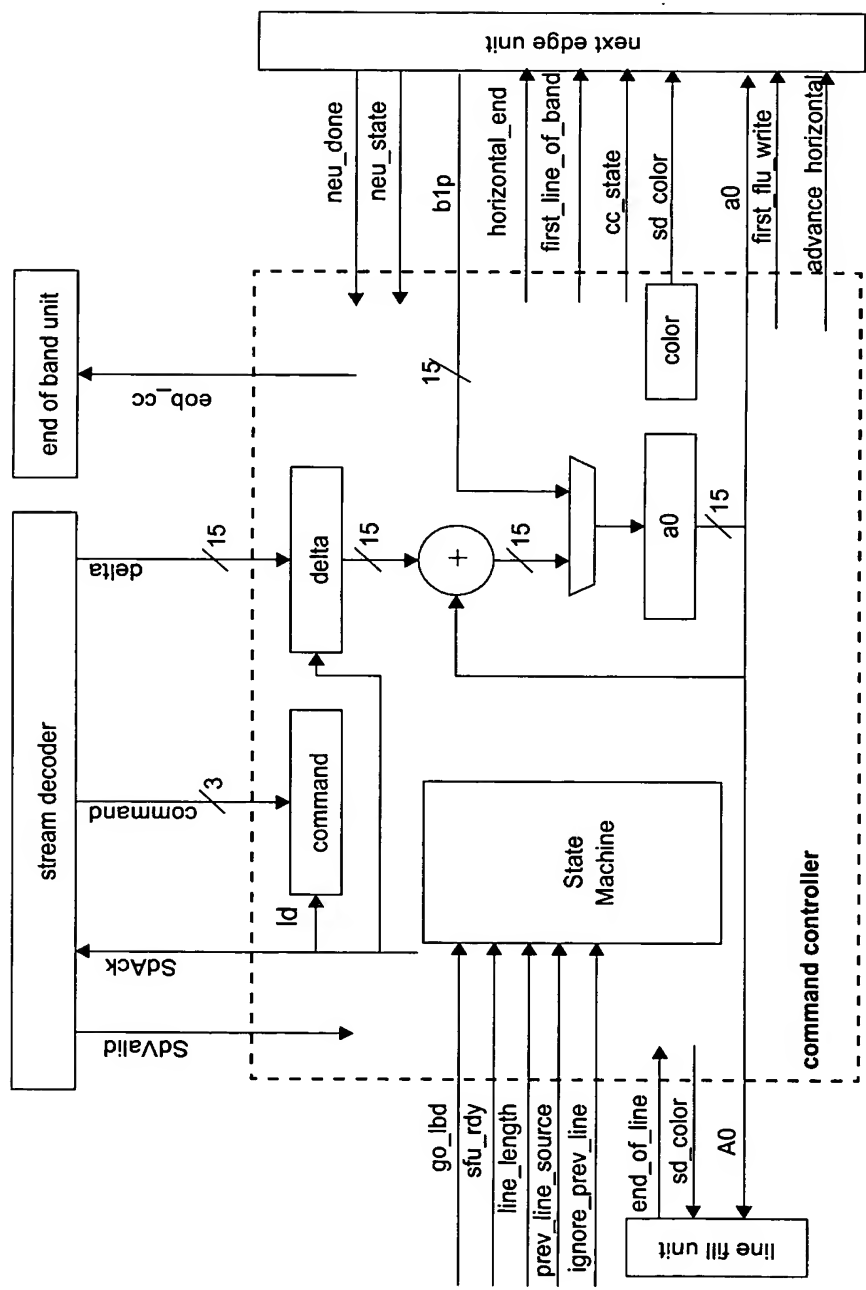 stream decoder
end of band unit
SdValid
SdAck
command
3
delta
15
eob_cc
ld
command
delta
15
+
15
15
a0
15
color
State
Machine
command controller
go_lbd
sfu_rdy
line_length
prev_line_source
ignore_prev_line
end_of_line
sd_color
A0
line fill unit
neu_done
neu_state
b1p
horizontal_end
first_line_of_band
cc_state
sd_color
a0
first_flu_write
advance_horizontal
next edge unit